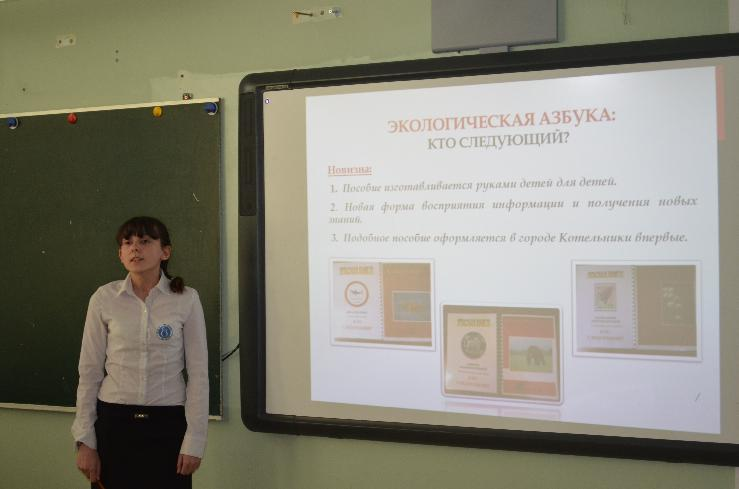 ЭКОЛОГИЧЕСКАЯ АЗБУКА:
КТО СЛЕДУЮЩИЙ?
Новизна:
1. Пособие изготавливается руками детей для детей.
2. Новая форма восприятия информации и получения новых
знаний.
3. Подобное пособие оформляется в городе Котельники впервые.